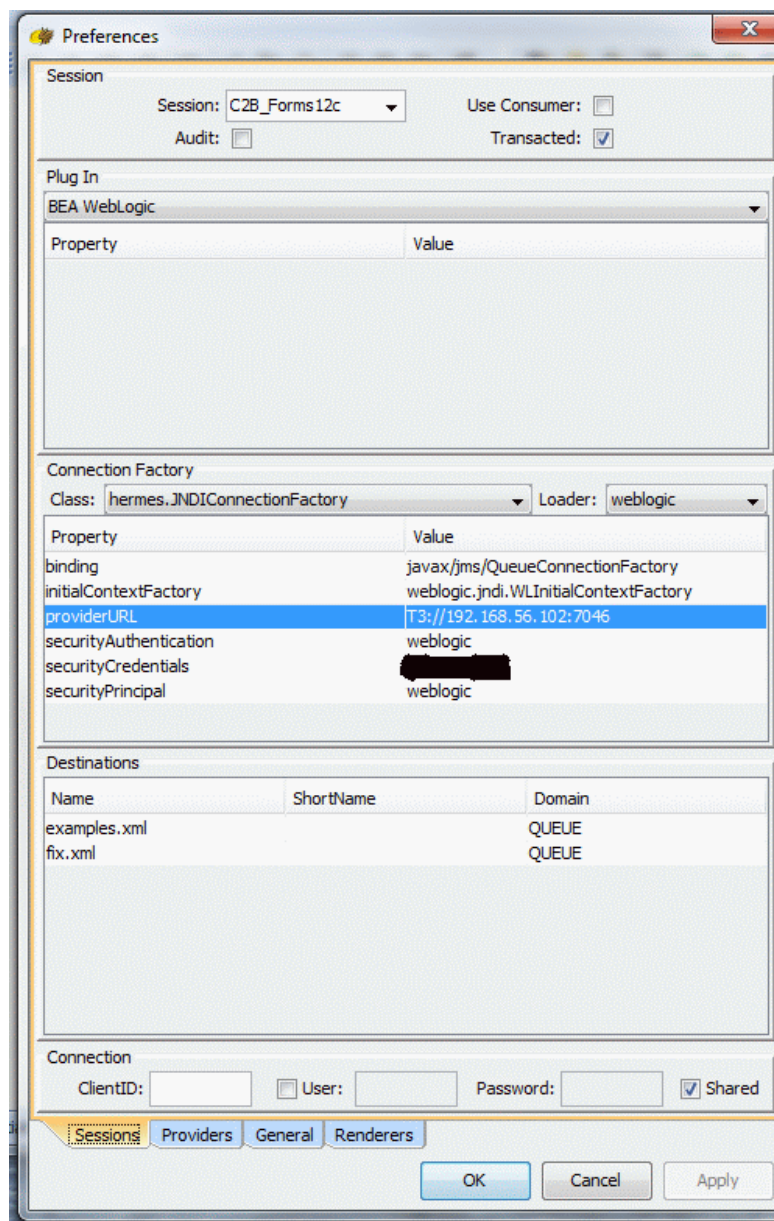 Preferences
Session
Session: C2B_Forms12c Use Consumer:
Audit: Transacted:
Plug In
BEA WebLogic
Property Value
Connection Factory
Class: hermes.JNDIConnectionFactory Loader: weblogic
Property Value
binding javax/jms/QueueConnectionFactory
initialContextFactory weblogic.jndi.WLInitialContextFactory
providerURL T3://192.168.56.102:7046
securityAuthentication weblogic
securityCredentials
securityPrincipal weblogic
Destinations
Name ShortName Domain
examples.xml QUEUE
fix.xml QUEUE
Connection
ClientID: User: Password: Shared
Sessions Providers General Renderers
OK Cancel Apply